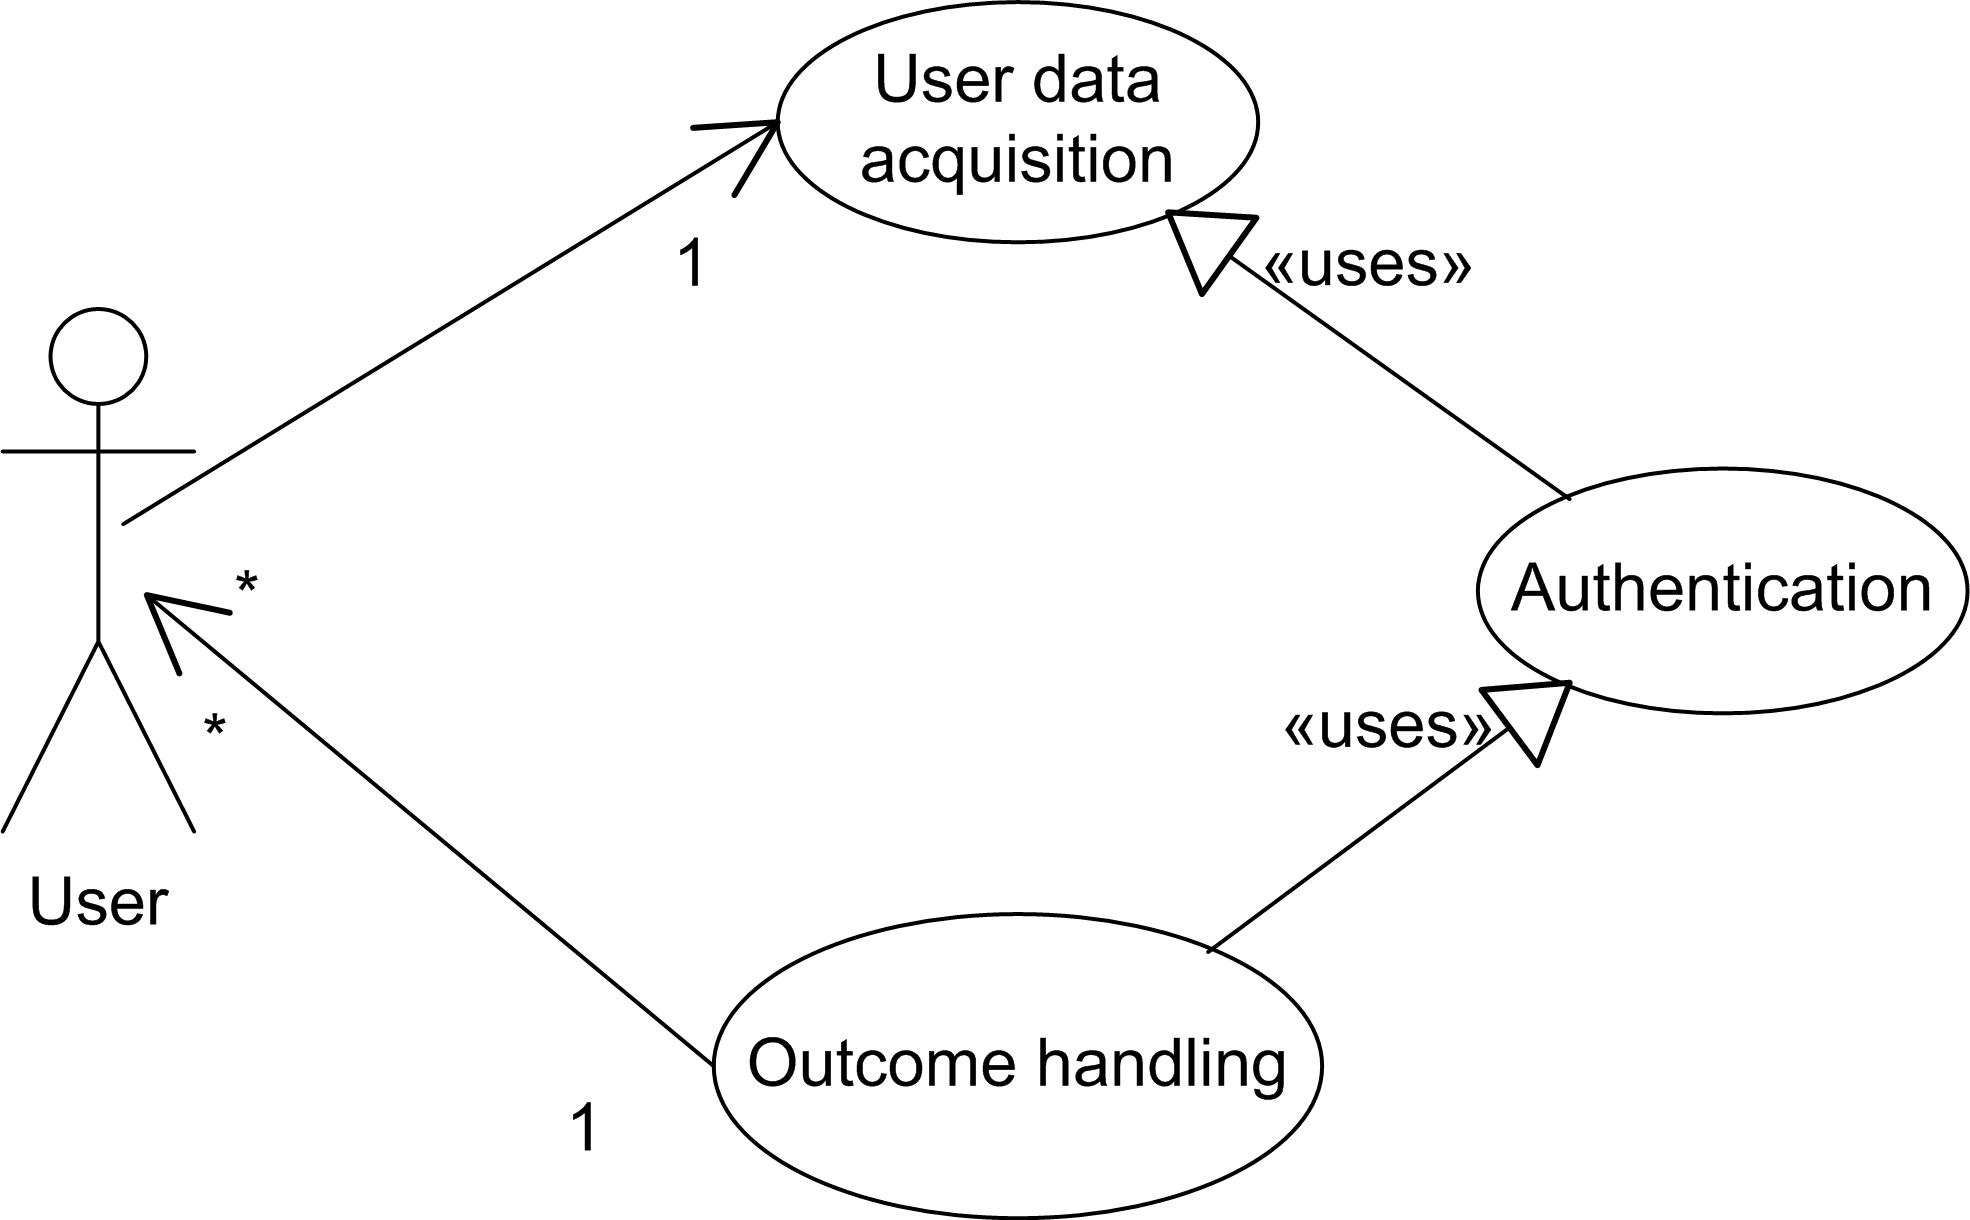 User data
acquisition
«uses»
1
*
Authentication
*
«uses»
User
Outcome handling
1